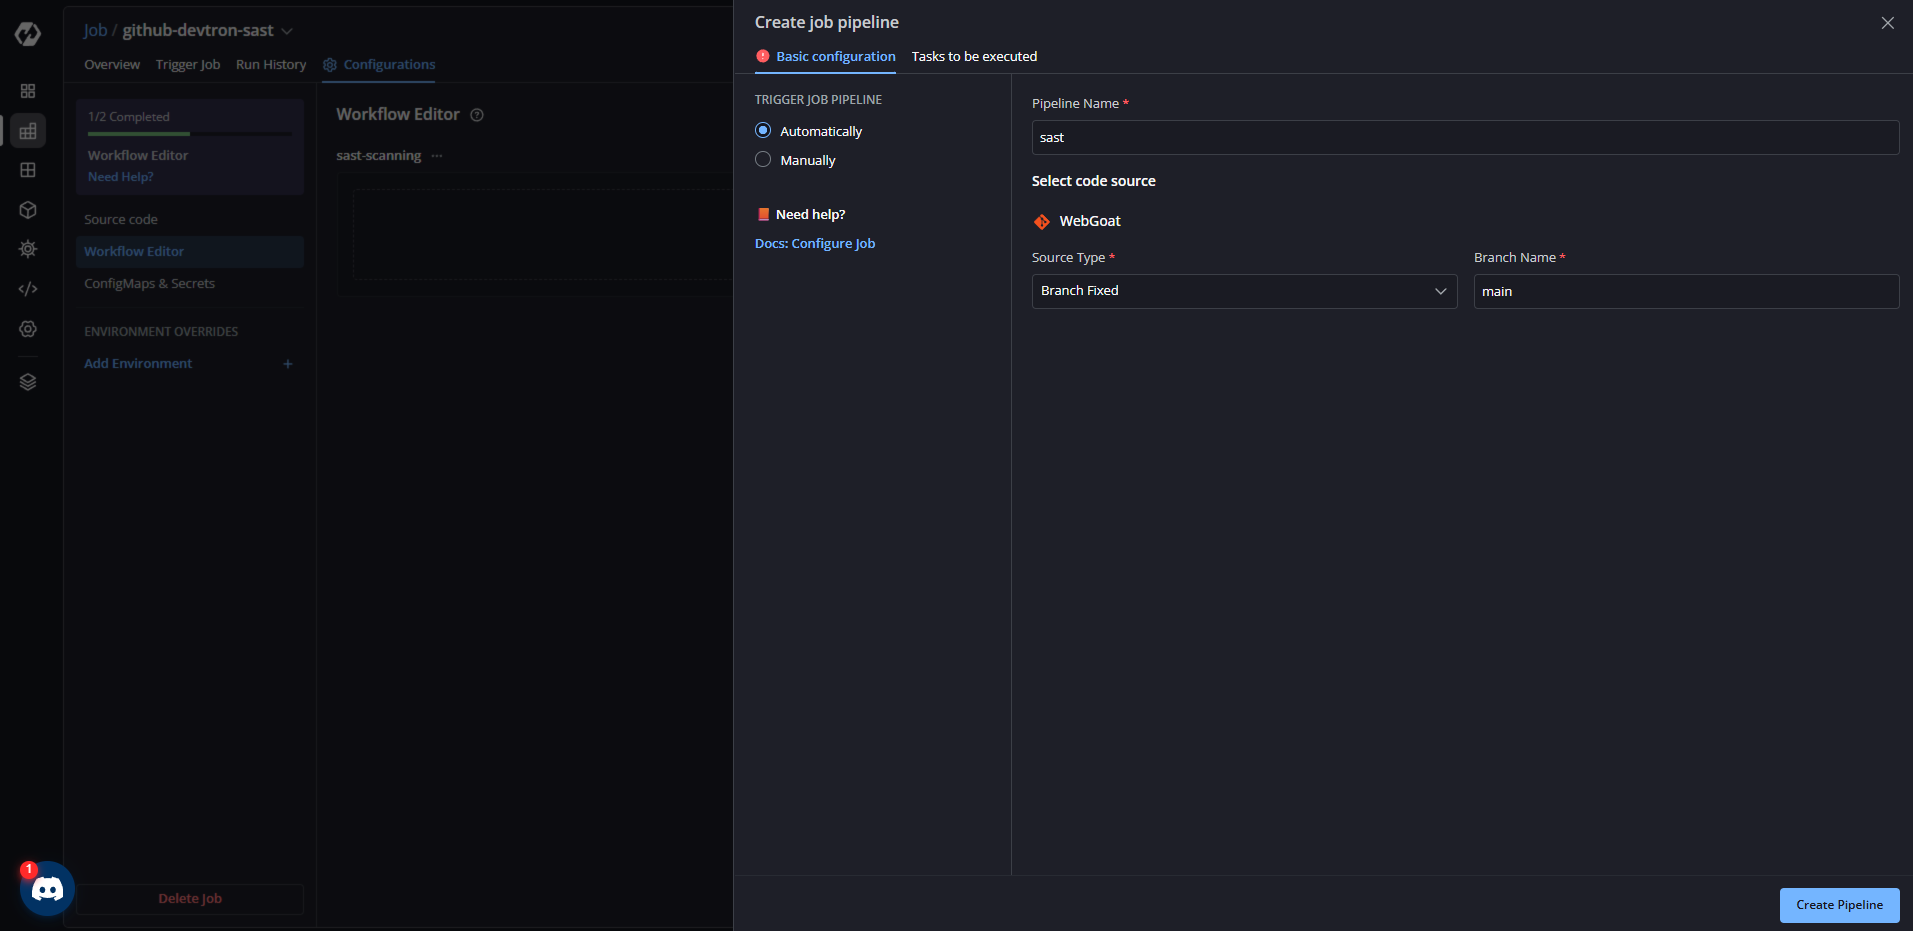 Job / github-devtron-sast
Overview Trigger Job Run History Configurations
1/2 Completed
Workflow Editor
Need Help?
Source code
Workflow Editor
ConfigMaps & Secrets
ENVIRONMENT OVERRIDES
Add Environment +
1
Delete Job
Workflow Editor ?
sast-scanning ...
Create job pipeline
! Basic configuration Tasks to be executed
TRIGGER JOB PIPELINE
Automatically
Manually
Need help?
Docs: Configure Job
Pipeline Name *
sast
Select code source
WebGoat
Source Type * Branch Name *
Branch Fixed main
Create Pipeline